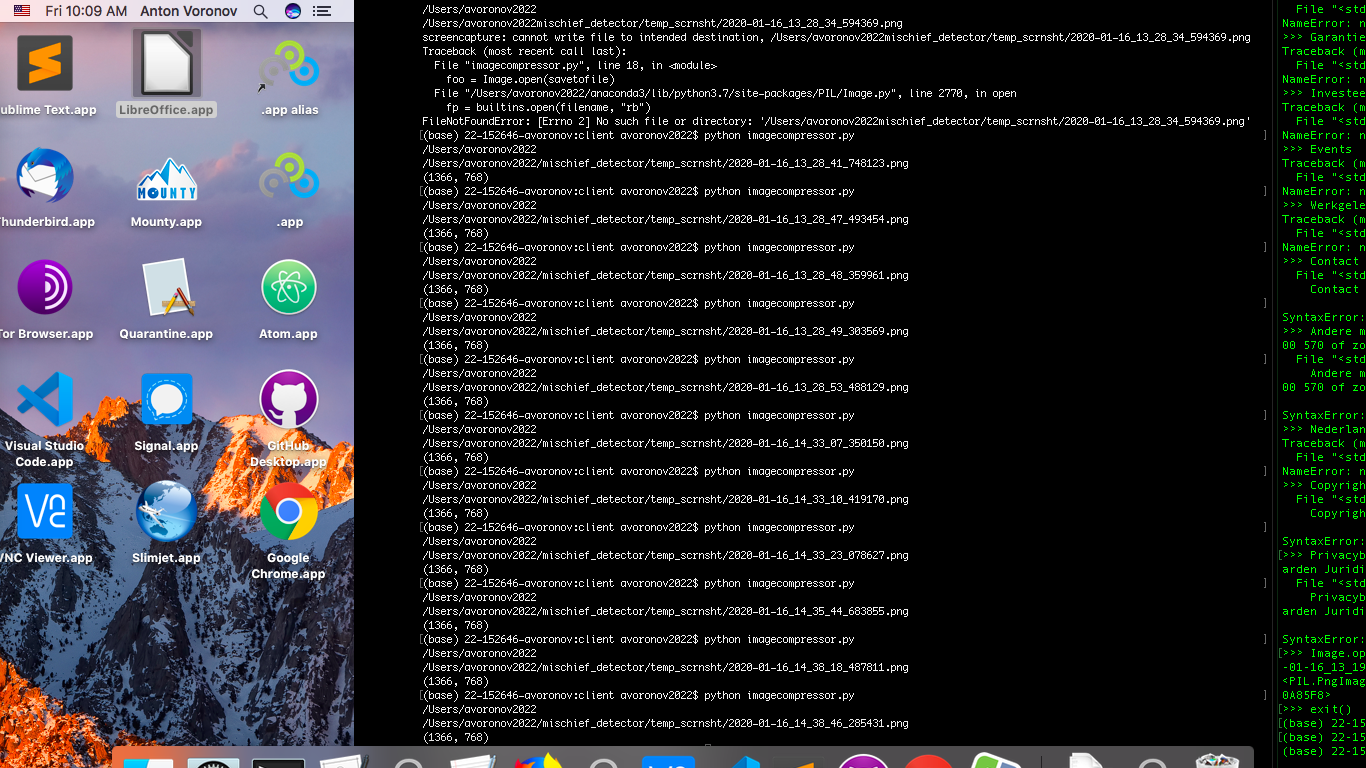 Fri 10:09 AM Anton Voronov
ublime Text.app
LibreOffice.app
.app alias
hunderbird.app
MOUNTY
Mounty.app
.app
or Browser.app
Quarantine.app
Atom.app
Visual Studio
Code.app
Signal.app
GitHub
Desktop.app
VNC Viewer.app
Slimjet.app
Google
Chrome.app
/Users/avoronov2022
/Users/avoronov2022mischief_detector/temp_scrnsht/2020-01-16_13_28_34_594369.png
screencapture: cannot write file to intended destination, /Users/avoronov2022mischief_detector/temp_scrnsht/2020-01-16_13_28_34_594369.png
Traceback (most recent call last):
File "imagecompressor.py", line 18, in <module>
foo = Image.open(savetofile)
File "/Users/avoronov2022/anaconda3/lib/python3.7/site-packages/PIL/Image.py", line 2770, in open
fp = builtins.open(filename, "rb")
FileNotFoundError: [Errno 2] No such file or directory: '/Users/avoronov2022mischief_detector/temp_scrnsht/2020-01-16_13_28_34_594369.png'
[(base) 22-152646-avoronov:client avoronov2022$ python imagecompressor.py ]
/Users/avoronov2022
/Users/avoronov2022/mischief_detector/temp_scrnsht/2020-01-16_13_28_41_748123.png
(1366, 768)
[(base) 22-152646-avoronov:client avoronov2022$ python imagecompressor.py ]
/Users/avoronov2022
/Users/avoronov2022/mischief_detector/temp_scrnsht/2020-01-16_13_28_47_493454.png
(1366, 768)
[(base) 22-152646-avoronov:client avoronov2022$ python imagecompressor.py ]
/Users/avoronov2022
/Users/avoronov2022/mischief_detector/temp_scrnsht/2020-01-16_13_28_48_359961.png
(1366, 768)
[(base) 22-152646-avoronov:client avoronov2022$ python imagecompressor.py ]
/Users/avoronov2022
/Users/avoronov2022/mischief_detector/temp_scrnsht/2020-01-16_13_28_49_303569.png
(1366, 768)
[(base) 22-152646-avoronov:client avoronov2022$ python imagecompressor.py ]
/Users/avoronov2022
/Users/avoronov2022/mischief_detector/temp_scrnsht/2020-01-16_13_28_53_488129.png
(1366, 768)
[(base) 22-152646-avoronov:client avoronov2022$ python imagecompressor.py ]
/Users/avoronov2022
/Users/avoronov2022/mischief_detector/temp_scrnsht/2020-01-16_14_33_07_350150.png
(1366, 768)
[(base) 22-152646-avoronov:client avoronov2022$ python imagecompressor.py ]
/Users/avoronov2022
/Users/avoronov2022/mischief_detector/temp_scrnsht/2020-01-16_14_33_10_419170.png
(1366, 768)
[(base) 22-152646-avoronov:client avoronov2022$ python imagecompressor.py ]
/Users/avoronov2022
/Users/avoronov2022/mischief_detector/temp_scrnsht/2020-01-16_14_33_23_078627.png
(1366, 768)
[(base) 22-152646-avoronov:client avoronov2022$ python imagecompressor.py ]
/Users/avoronov2022
/Users/avoronov2022/mischief_detector/temp_scrnsht/2020-01-16_14_35_44_683855.png
(1366, 768)
[(base) 22-152646-avoronov:client avoronov2022$ python imagecompressor.py ]
/Users/avoronov2022
/Users/avoronov2022/mischief_detector/temp_scrnsht/2020-01-16_14_38_18_487811.png
(1366, 768)
[(base) 22-152646-avoronov:client avoronov2022$ python imagecompressor.py ]
/Users/avoronov2022
/Users/avoronov2022/mischief_detector/temp_scrnsht/2020-01-16_14_38_46_285431.png
(1366, 768)
File "<std
NameError: n
>>> Garantie
Traceback (m
File "<std
NameError: n
>>> Investee
Traceback (m
File "<std
NameError: n
>>> Events
Traceback (m
File "<std
NameError: n
>>> Werkgele
Traceback (m
File "<std
NameError: n
>>> Contact
File "<std
Contact
SyntaxError:
>>> Andere m
00 570 of zo
File "<std
Andere m
00 570 of zo
SyntaxError:
>>> Nederlan
Traceback (m
File "<std
NameError: n
>>> Copyrigh
File "<std
Copyrigh
SyntaxError:
[>>> Privacyb
arden Juridi
File "<std
Privacyb
arden Juridi
SyntaxError:
[>>> Image.op
-01-16_13_19
<PIL.PngImag
0A85F8>
[>>> exit()
[(base) 22-15
[(base) 22-15
(base) 22-15